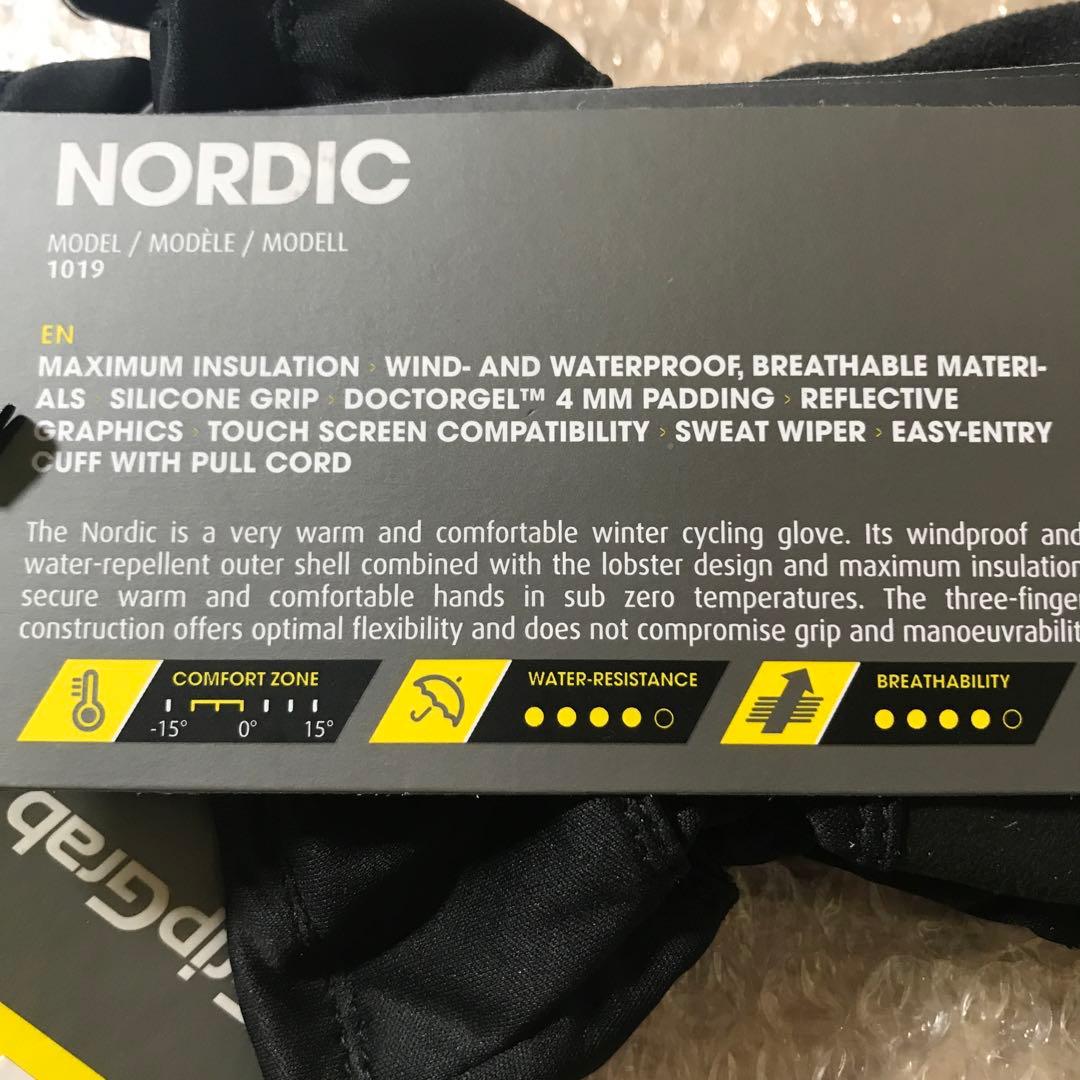 NORDIC
MODEL / MODÈLE / MODELL
1019
EN
MAXIMUM INSULATION › WIND- AND WATERPROOF, BREATHABLE MATERI-
ALS › SILICONE GRIP › DOCTORGEL™ 4 MM PADDING › REFLECTIVE
GRAPHICS › TOUCH SCREEN COMPATIBILITY › SWEAT WIPER › EASY-ENTRY
CUFF WITH PULL CORD
The Nordic is a very warm and comfortable winter cycling glove. Its windproof and
water-repellent outer shell combined with the lobster design and maximum insulation
secure warm and comfortable hands in sub zero temperatures. The three-finger
construction offers optimal flexibility and does not compromise grip and manoeuvrabilit
COMFORT ZONE
-15° 0° 15°
WATER-RESISTANCE
BREATHABILITY
ripGrab